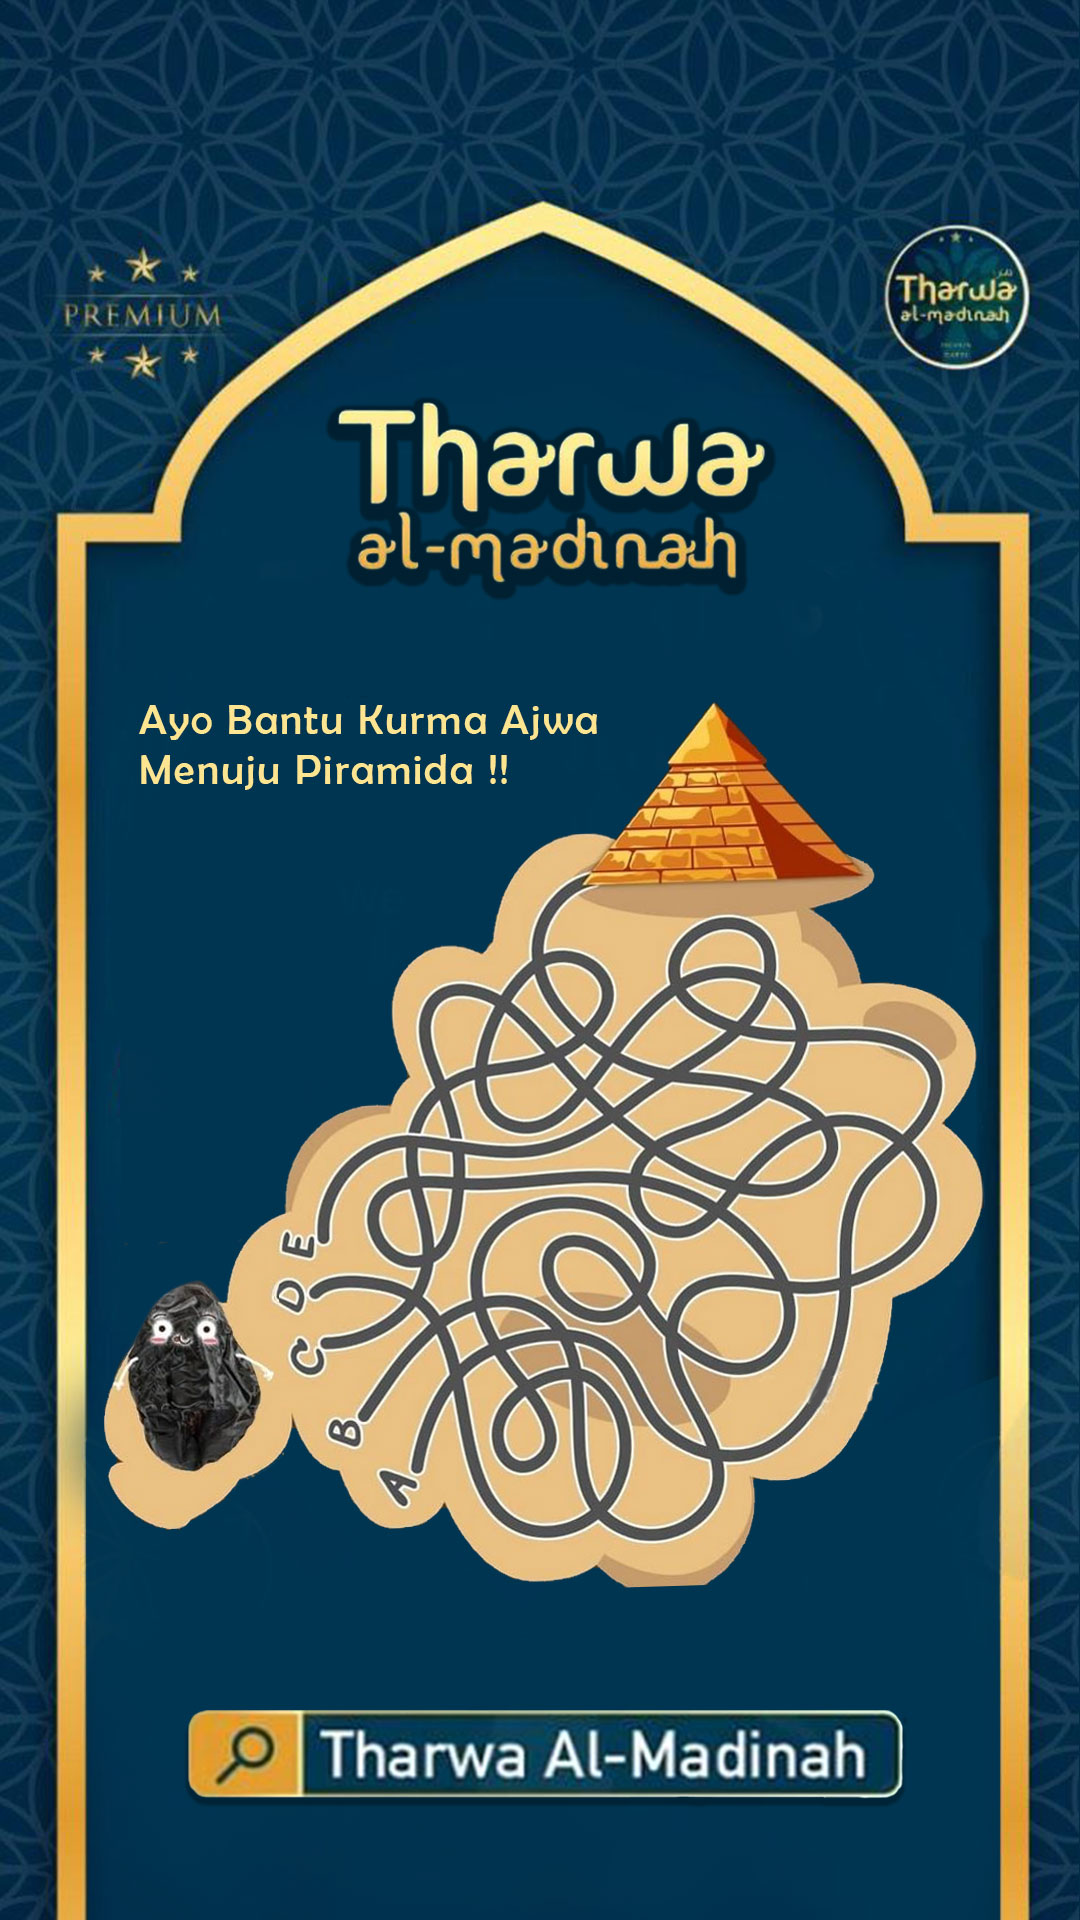 PREMIUM
Tharwa
al-madinah
Tharwa
al-madinah
Ayo Bantu Kurma Ajwa
Menuju Piramida !!
E
D
C
B
A
Tharwa Al-Madinah